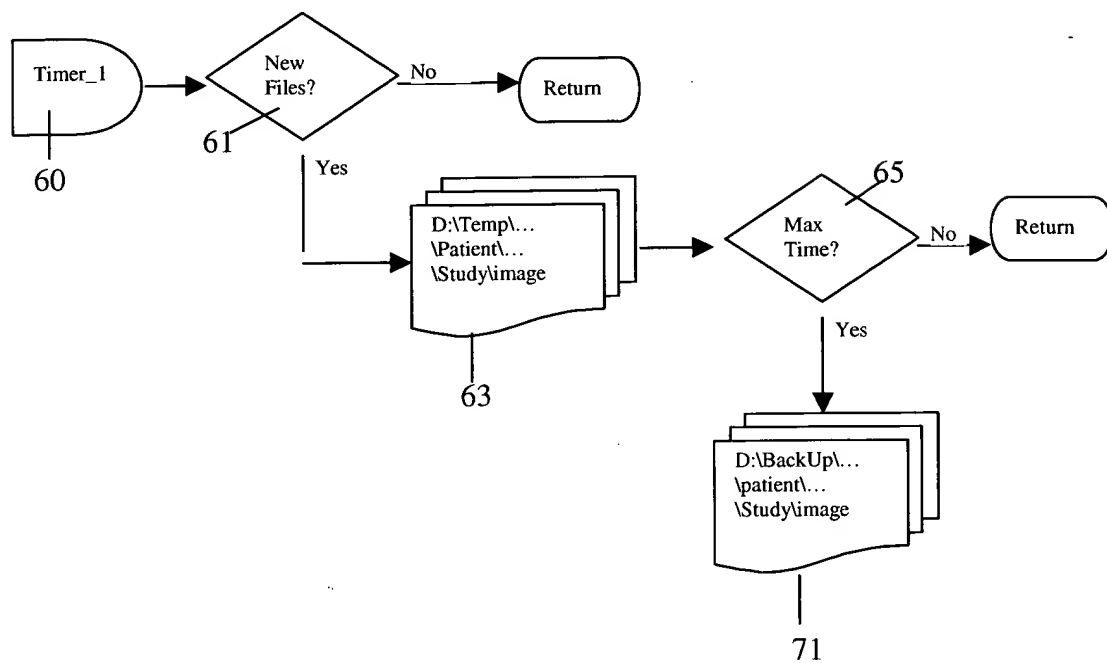 Timer_1
60
New
Files?
61
No
Return
Yes
D:\Temp\...
\Patient\...
\Study\image
63
65
Max
Time?
No
Return
Yes
D:\BackUp\...
\patient\...
\Study\image
71